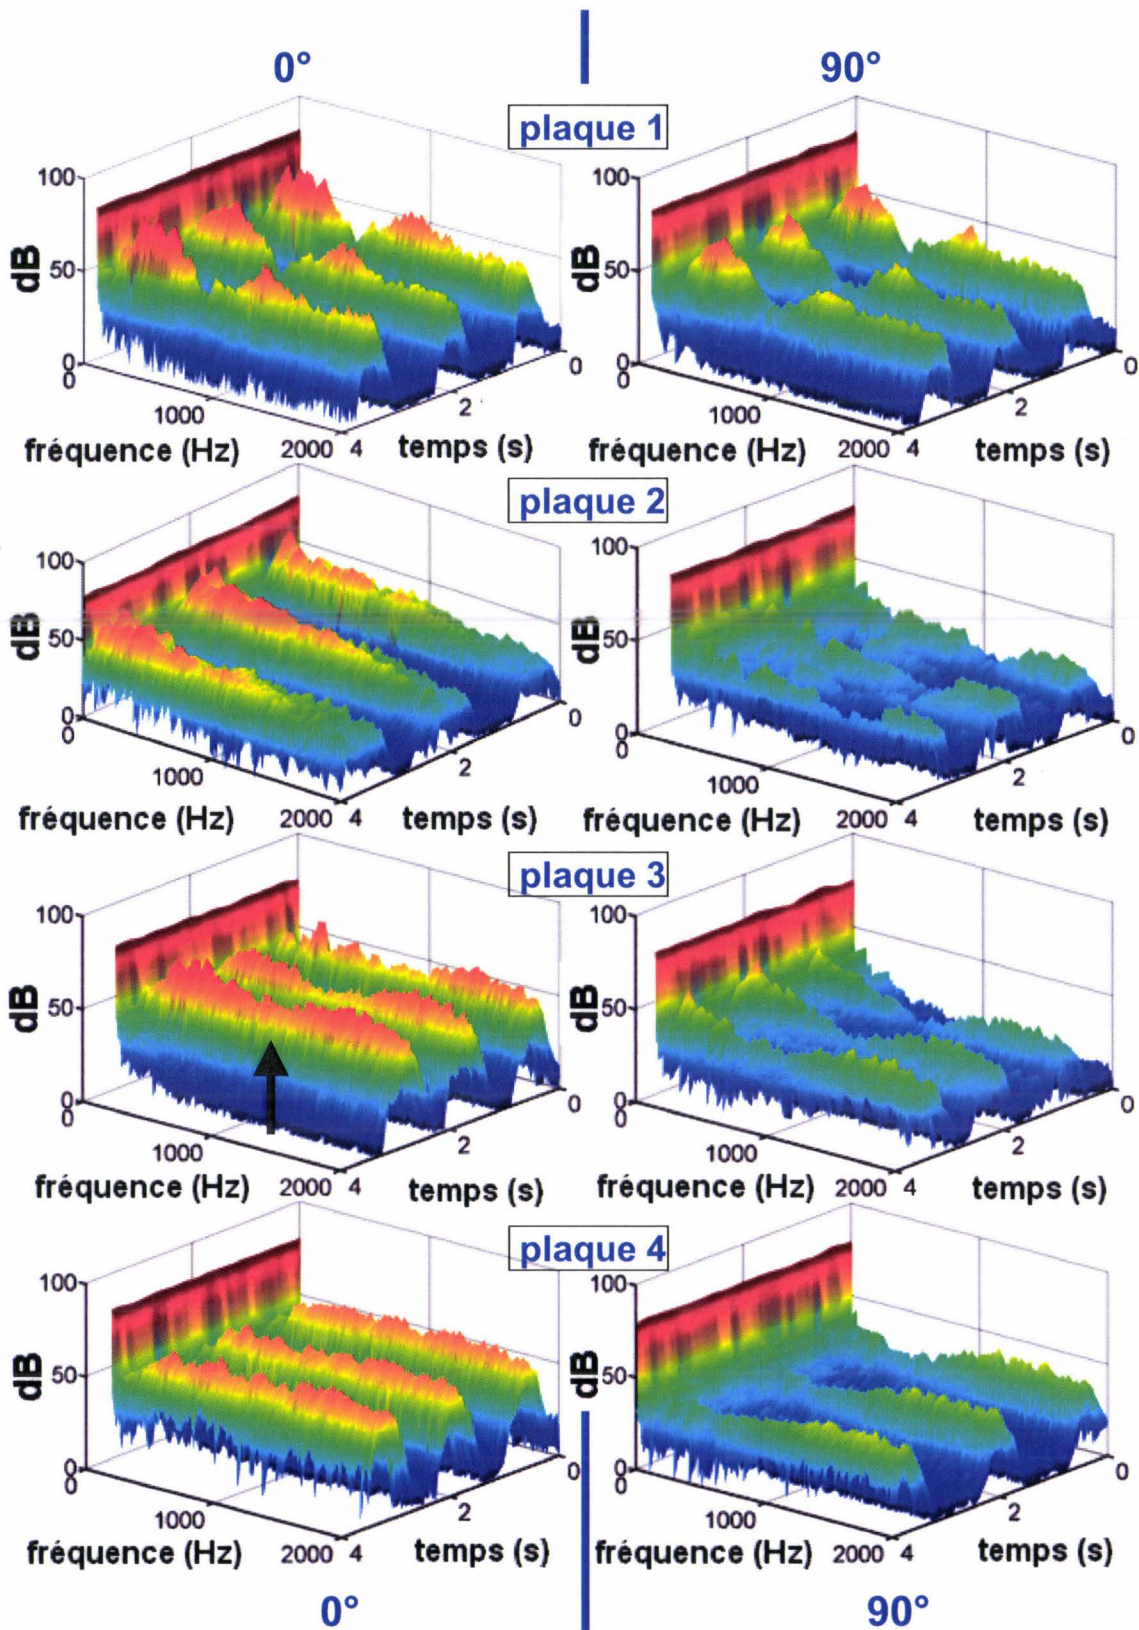 0° 90°
plaque 1
100 100
dB 50 dB 50
0 0
0 0 0 0
1000 2 1000 2
fréquence (Hz) 2000 4 temps (s) fréquence (Hz) 2000 4 temps (s)
plaque 2
100 100
dB 50 dB 50
0 0
0 0 0 0
1000 2 1000 2
fréquence (Hz) 2000 4 temps (s) fréquence (Hz) 2000 4 temps (s)
plaque 3
100 100
dB 50 dB 50
0 0
0 0 0 0
1000 2 1000 2
fréquence (Hz) 2000 4 temps (s) fréquence (Hz) 2000 4 temps (s)
plaque 4
100 100
dB 50 dB 50
0 0
0 0 0 0
1000 2 1000 2
fréquence (Hz) 2000 4 temps (s) fréquence (Hz) 2000 4 temps (s)
0° 90°